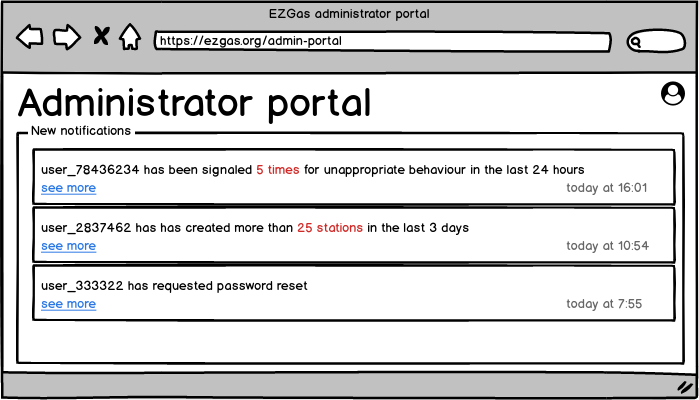 EZGas administrator portal
https://ezgas.org/admin-portal
Administrator portal
New notifications
user_78436234 has been signaled 5 times for unappropriate behaviour in the last 24 hours
see more
today at 16:01
user_2837462 has has created more than 25 stations in the last 3 days
see more
today at 10:54
user_333322 has requested password reset
see more
today at 7:55